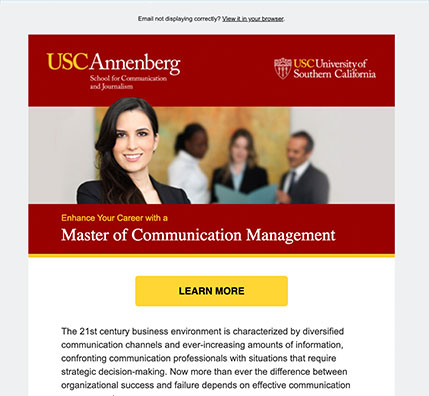 Email not displaying correctly? View it in your browser.
USC Annenberg
School for Communication
and Journalism
USC University of
Southern California
Enhance Your Career with a
Master of Communication Management
LEARN MORE
The 21st century business environment is characterized by diversified
communication channels and ever-increasing amounts of information,
confronting communication professionals with situations that require
strategic decision-making. Now more than ever the difference between
organizational success and failure depends on effective communication